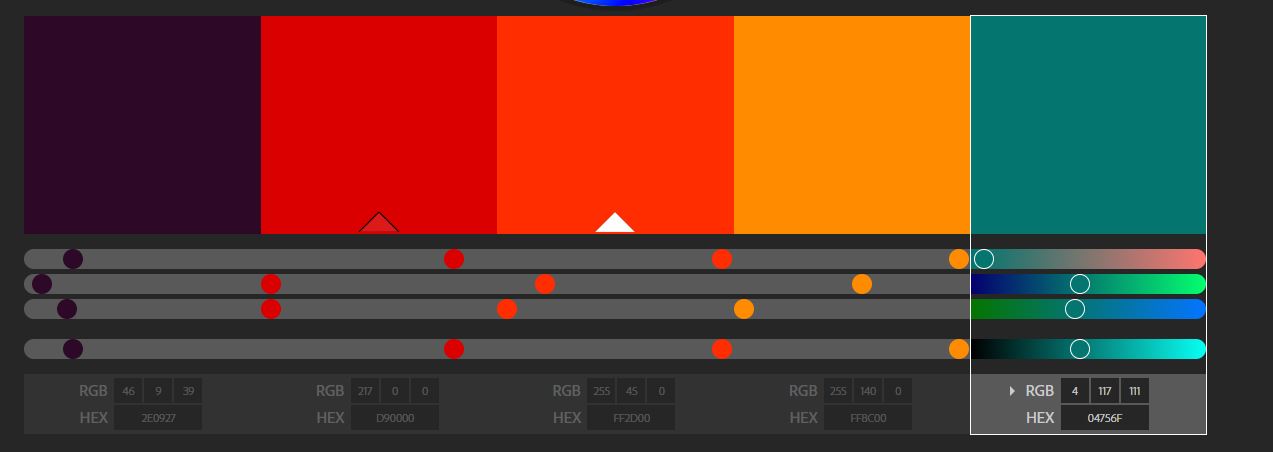 RGB 46 9 39 RGB 217 0 0 RGB 255 45 0 RGB 255 140 0 RGB 4 117 111
HEX 2E0927 HEX D90000 HEX FF2D00 HEX FF8C00 HEX 04756F